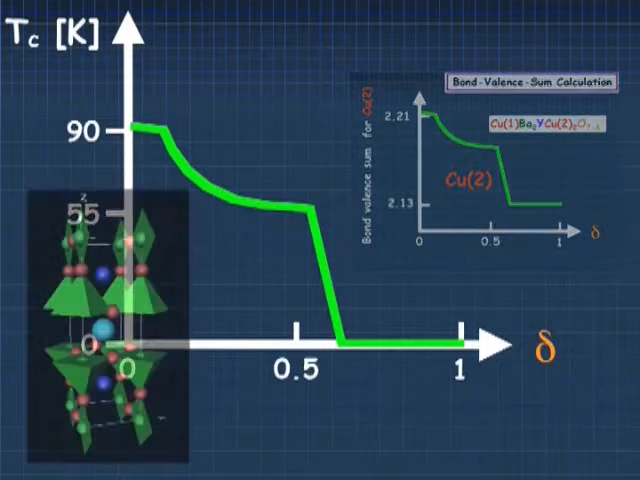 Tc [K]
90
55
0
0
0.5
1
δ
z
Bond-Valence-Sum Calculation
Bond valence sum for Cu(2)
2.21
2.13
Cu(1)Ba2YCu(2)2O7-δ
Cu(2)
0
0.5
1
δ